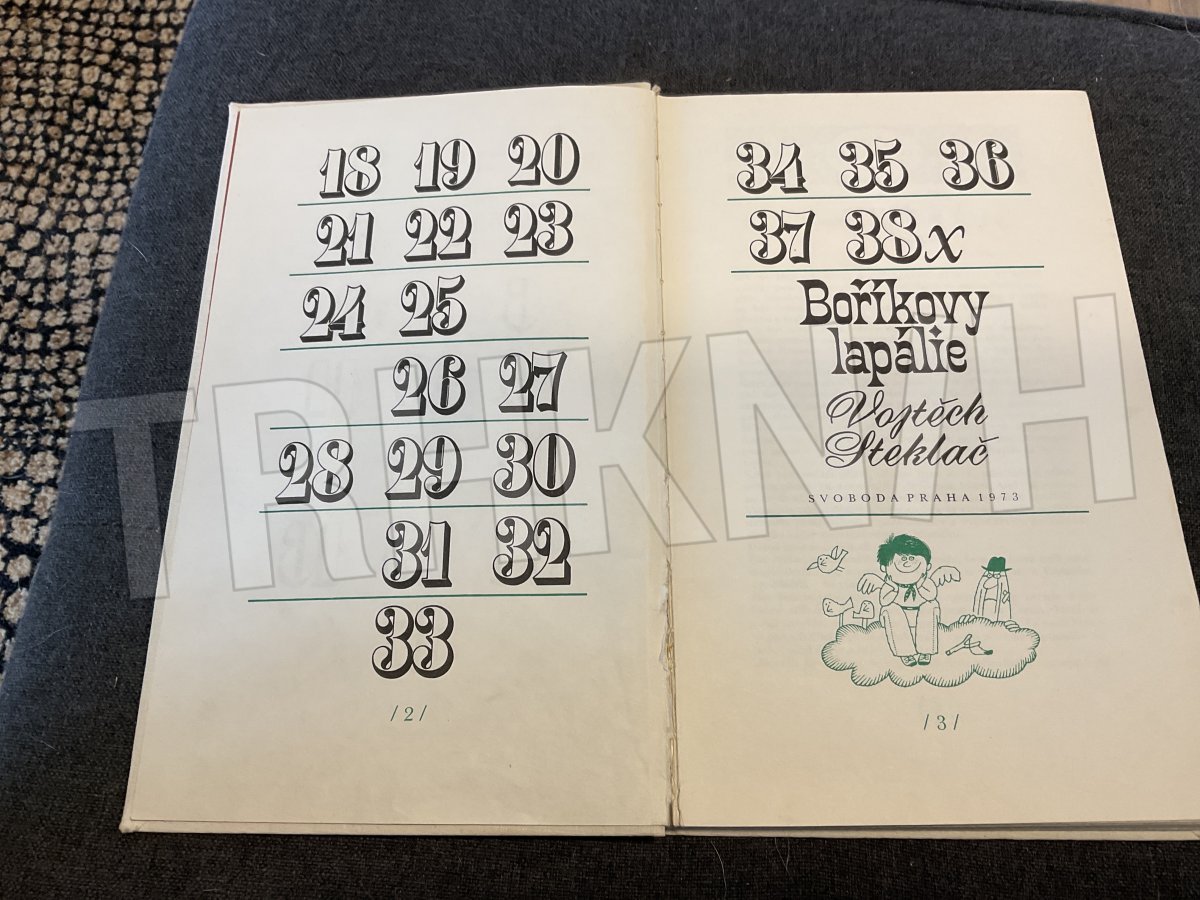 18 19 20
21 22 23
24 25
26 27
28 29 30
31 32
33
/2/
34 35 36
37 38x
Boříkovy
lapálie
Vojtěch
Steklač
SVOBODA PRAHA 1973
/3/
TRHKNIH